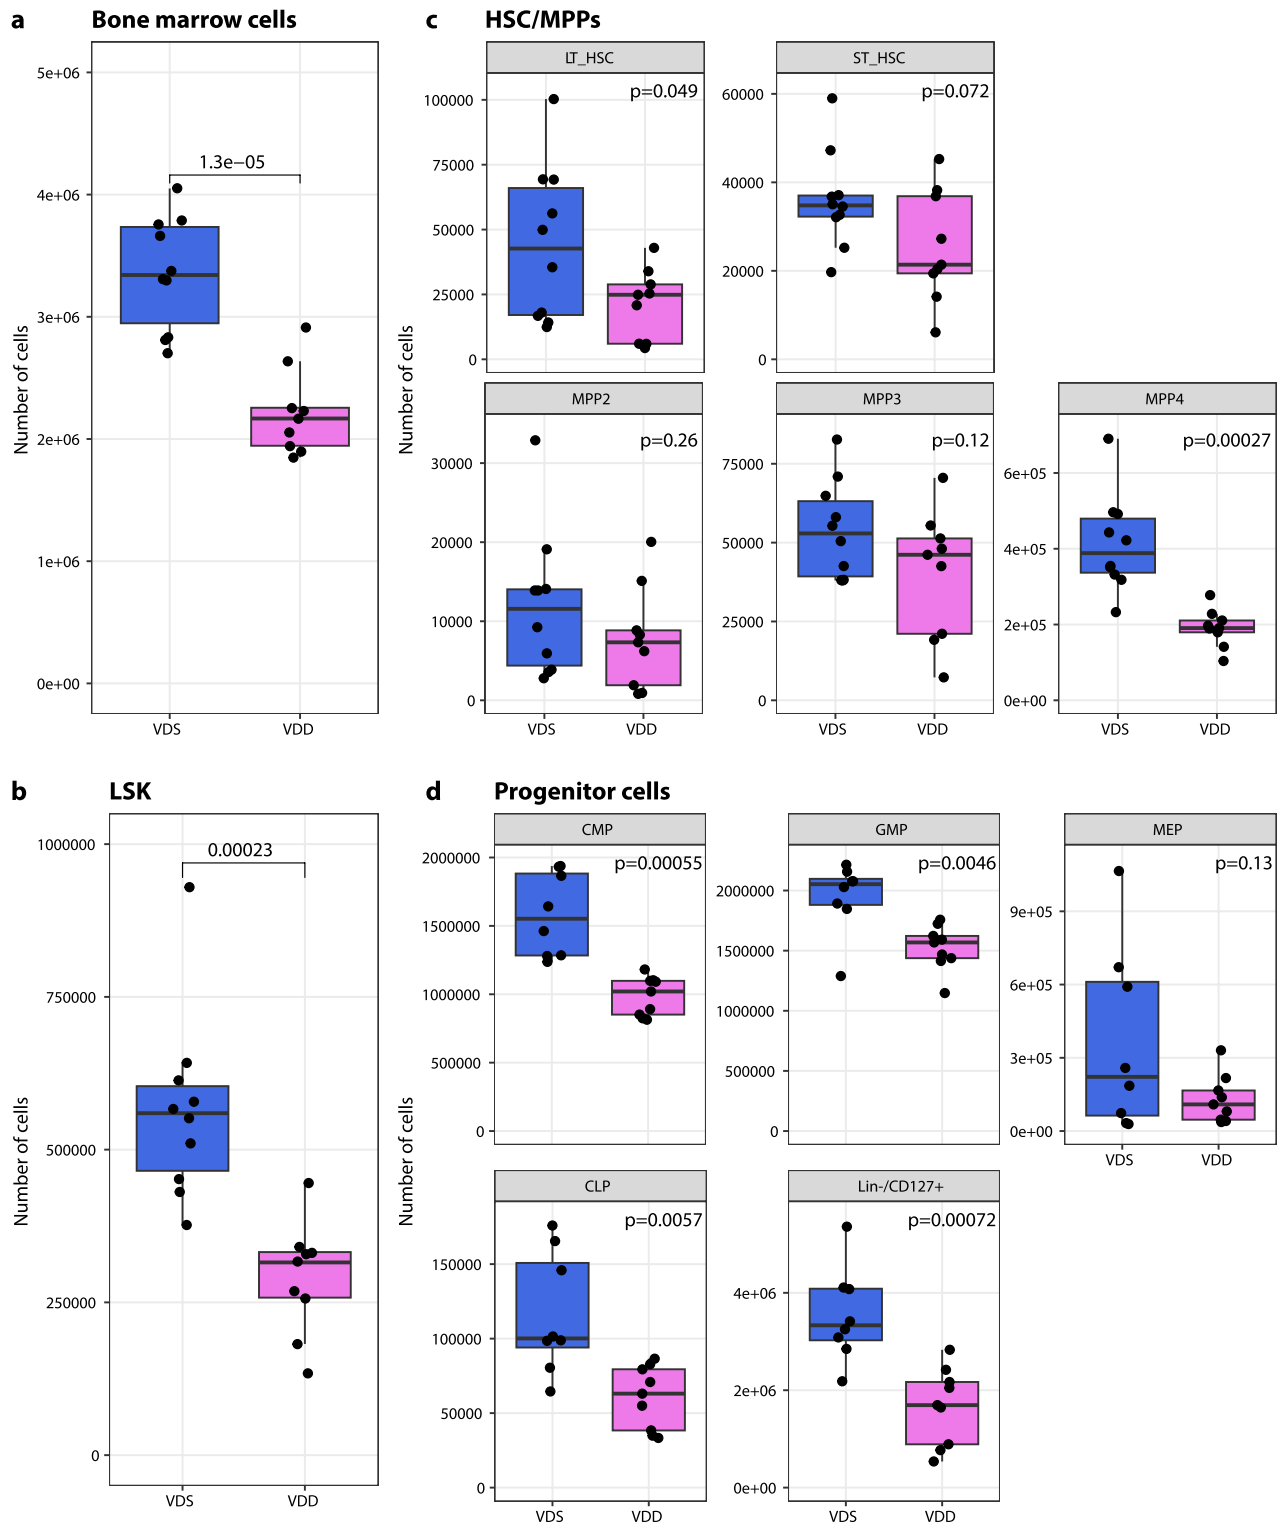 a Bone marrow cells
Number of cells
5e+06
4e+06
3e+06
2e+06
1e+06
0e+00
1.3e−05
VDS VDD
c HSC/MPPs
Number of cells
LT_HSC
p=0.049
100000
75000
50000
25000
0
ST_HSC
p=0.072
60000
40000
20000
0
MPP2
p=0.26
30000
20000
10000
0
VDS VDD
MPP3
p=0.12
75000
50000
25000
0
VDS VDD
MPP4
p=0.00027
6e+05
4e+05
2e+05
0e+00
VDS VDD
b LSK
Number of cells
1000000
750000
500000
250000
0
0.00023
VDS VDD
d Progenitor cells
Number of cells
CMP
p=0.00055
2000000
1500000
1000000
500000
0
GMP
p=0.0046
2000000
1500000
1000000
500000
0
MEP
p=0.13
9e+05
6e+05
3e+05
0e+00
VDS VDD
CLP
p=0.0057
150000
100000
50000
0
VDS VDD
Lin-/CD127+
p=0.00072
4e+06
2e+06
0e+00
VDS VDD